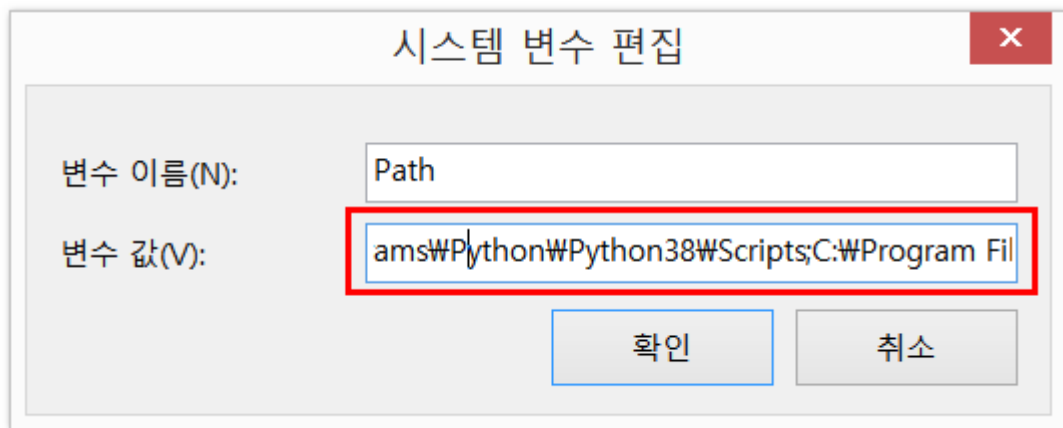 시스템 변수 편집
변수 이름(N): Path
변수 값(V): ams₩Python₩Python38₩Scripts;C:₩Program Fil
확인 취소